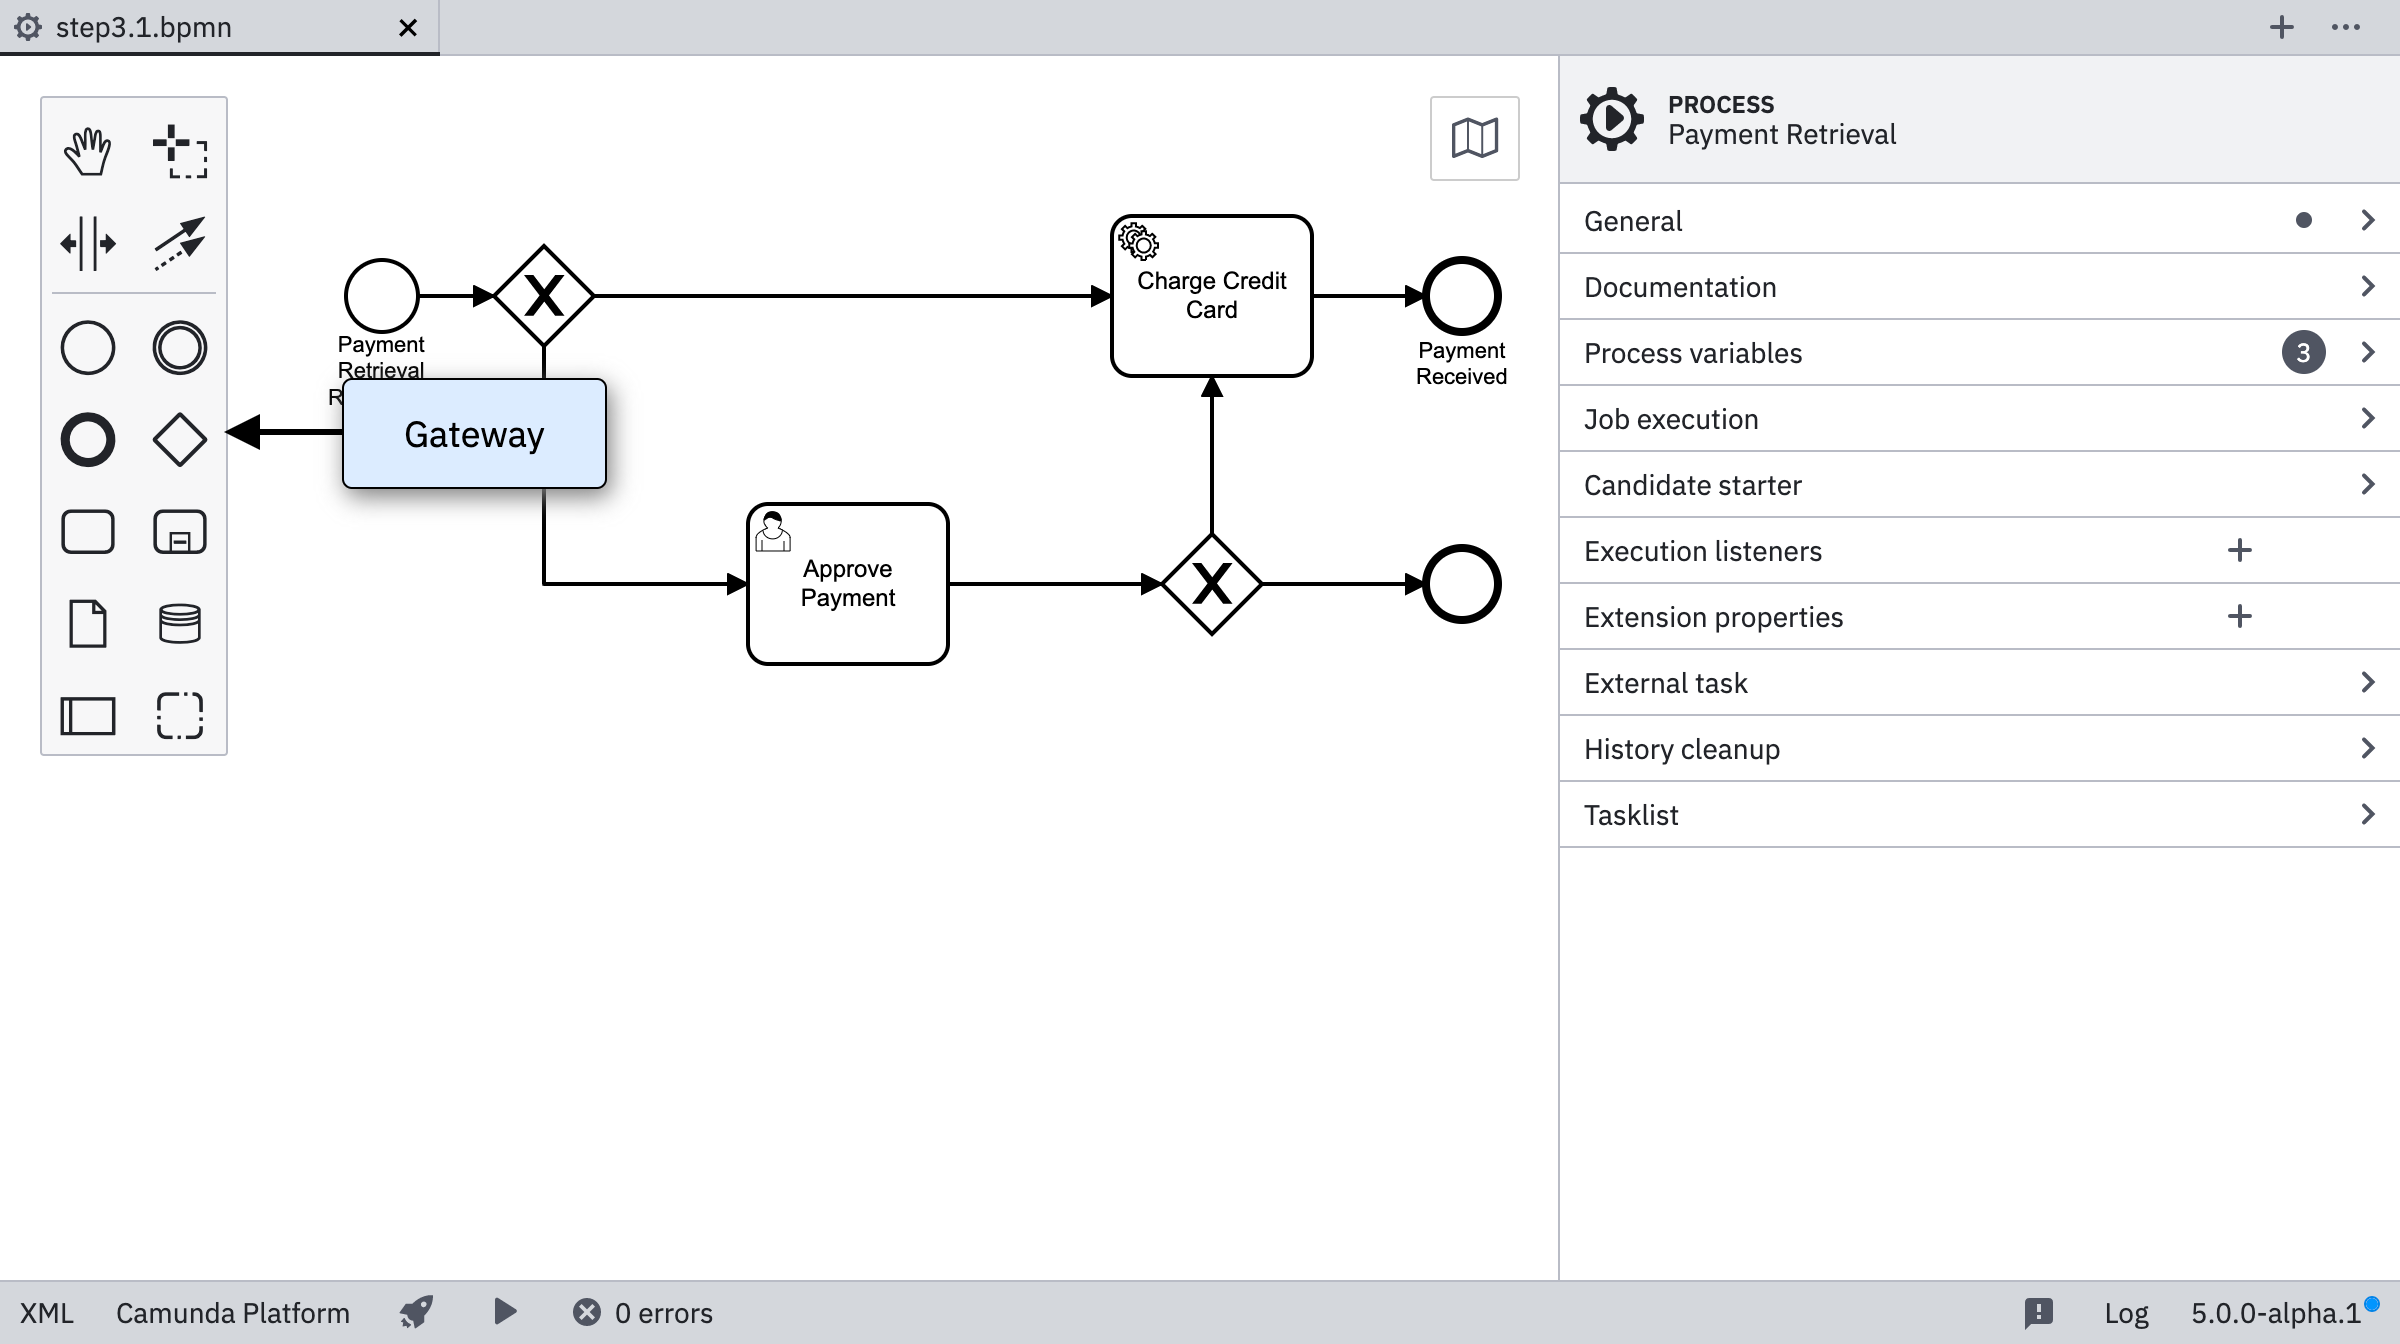 step3.1.bpmn
PROCESS
Payment Retrieval
General
Documentation
Process variables 3
Job execution
Candidate starter
Execution listeners
Extension properties
External task
History cleanup
Tasklist
Payment
Retrieval
Gateway
X
Charge Credit
Card
Payment
Received
Approve
Payment
X
XML
Camunda Platform
0 errors
Log
5.0.0-alpha.1